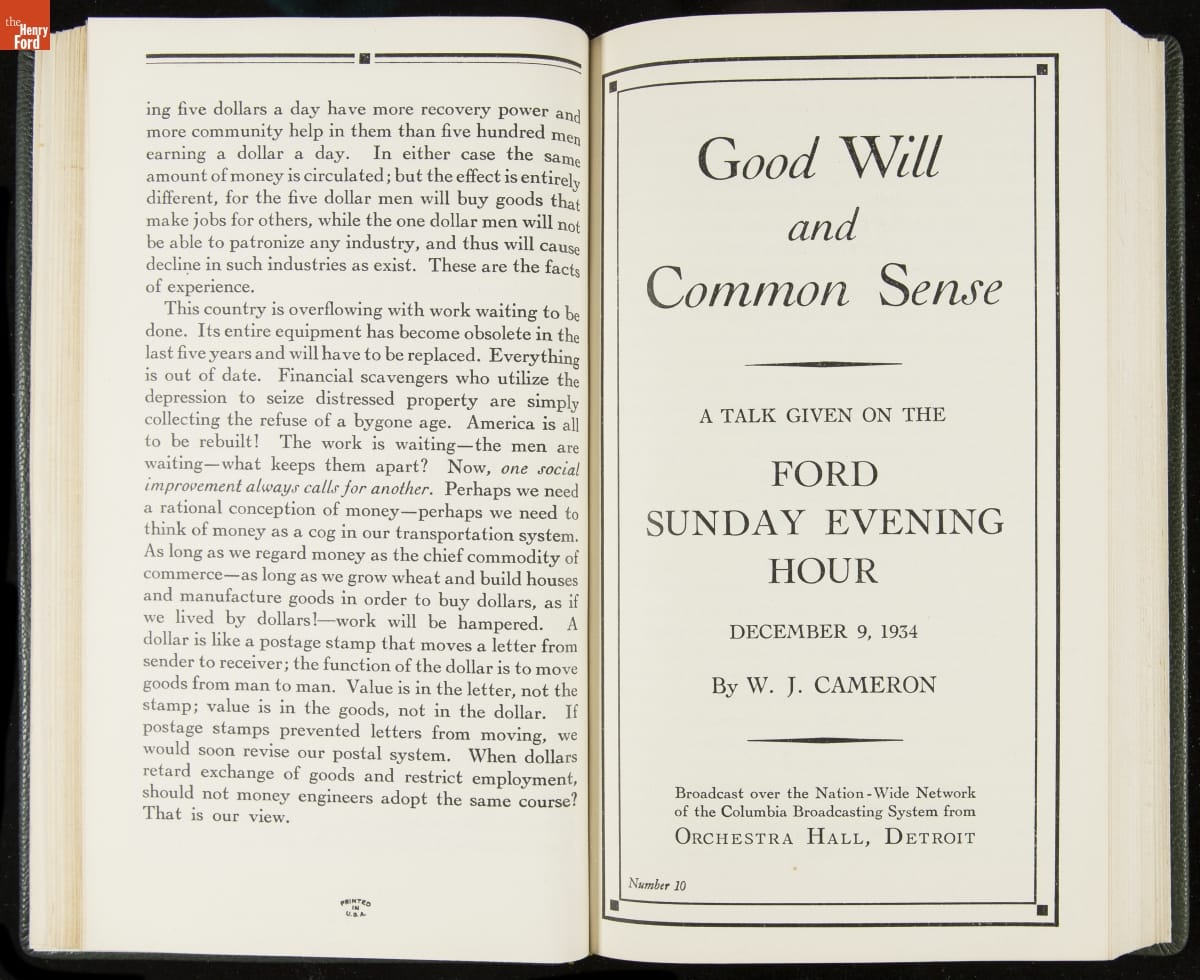 the
Henry
Ford
ing five dollars a day have more recovery power and
more community help in them than five hundred men
earning a dollar a day. In either case the same
amount of money is circulated; but the effect is entirely
different, for the five dollar men will buy goods that
make jobs for others, while the one dollar men will not
be able to patronize any industry, and thus will cause
decline in such industries as exist. These are the facts
of experience.
This country is overflowing with work waiting to be
done. Its entire equipment has become obsolete in the
last five years and will have to be replaced. Everything
is out of date. Financial scavengers who utilize the
depression to seize distressed property are simply
collecting the refuse of a bygone age. America is all
to be rebuilt! The work is waiting—the men are
waiting—what keeps them apart? Now, one social
improvement always calls for another. Perhaps we need
a rational conception of money—perhaps we need to
think of money as a cog in our transportation system.
As long as we regard money as the chief commodity of
commerce—as long as we grow wheat and build houses
and manufacture goods in order to buy dollars, as if
we lived by dollars!—work will be hampered. A
dollar is like a postage stamp that moves a letter from
sender to receiver; the function of the dollar is to move
goods from man to man. Value is in the letter, not the
stamp; value is in the goods, not in the dollar. If
postage stamps prevented letters from moving, we
would soon revise our postal system. When dollars
retard exchange of goods and restrict employment,
should not money engineers adopt the same course?
That is our view.
PRINTED
IN
U.S.A.
Good Will
and
Common Sense
A TALK GIVEN ON THE
FORD
SUNDAY EVENING
HOUR
DECEMBER 9, 1934
By W. J. CAMERON
Broadcast over the Nation-Wide Network
of the Columbia Broadcasting System from
ORCHESTRA HALL, DETROIT
Number 10